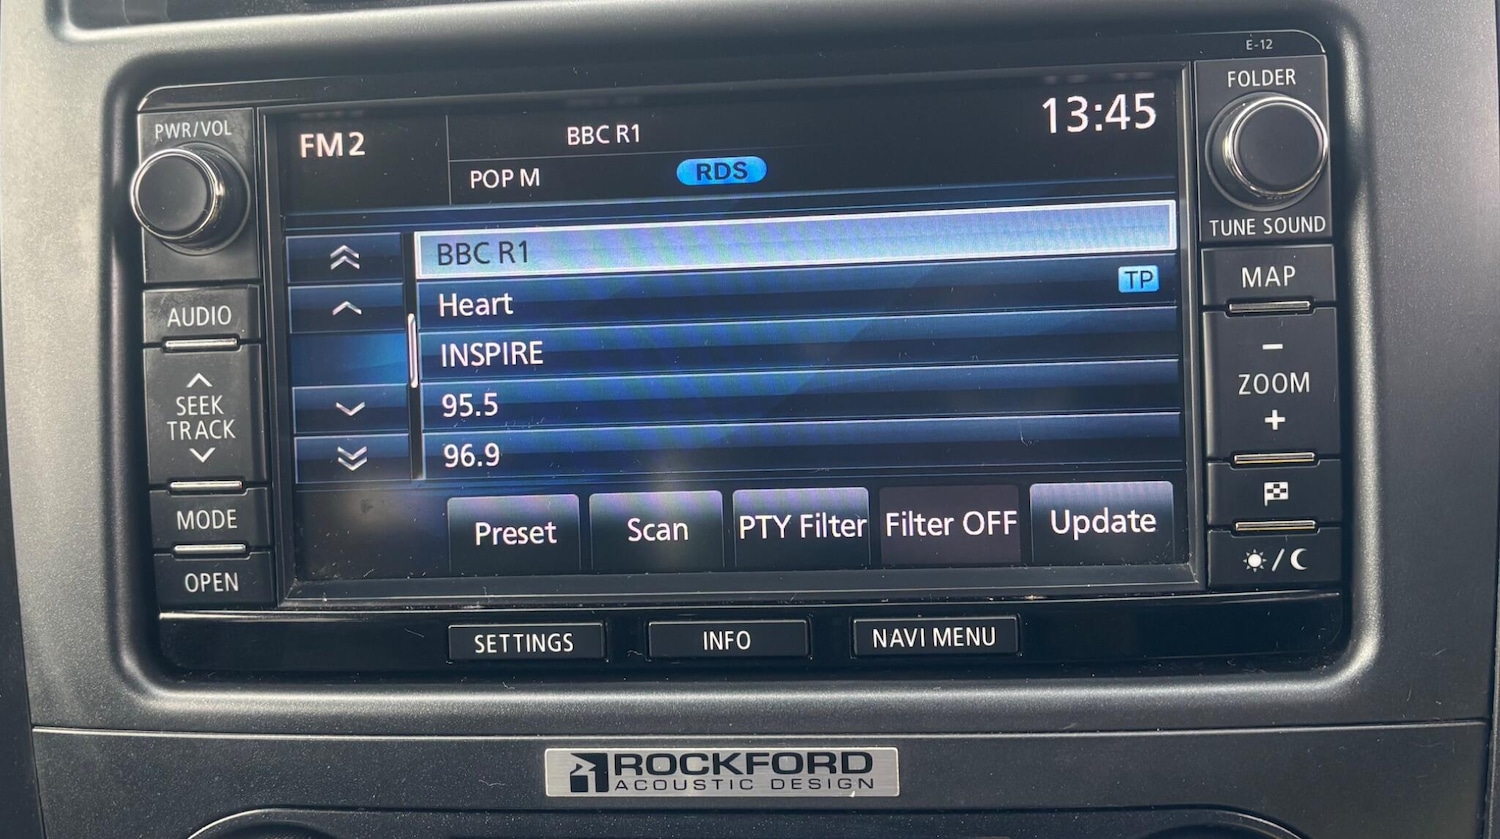 E-12
PWR/VOL
FOLDER
FM2
BBC R1
13:45
POP M
RDS
TUNE SOUND
BBC R1
TP
Heart
INSPIRE
95.5
96.9
AUDIO
SEEK
TRACK
MODE
OPEN
MAP
ZOOM
Preset
Scan
PTY Filter
Filter OFF
Update
SETTINGS
INFO
NAVI MENU
ROCKFORD
ACOUSTIC DESIGN